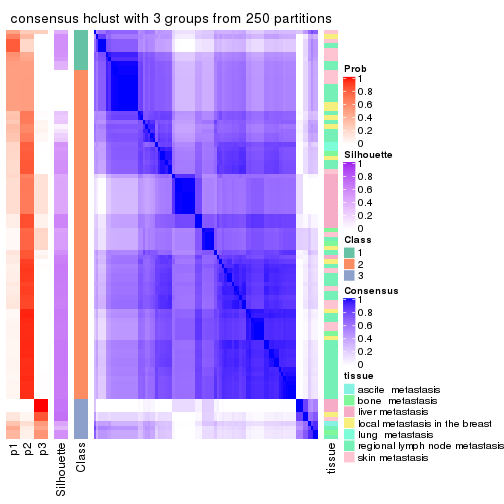 consensus hclust with 3 groups from 250 partitions
Prob
1
0.8
0.6
0.4
0.2
0
Silhouette
1
0.8
0.6
0.4
0.2
0
Class
1
2
3
Consensus
1
0.8
0.6
0.4
0.2
0
tissue
ascite metastasis
bone metastasis
liver metastasis
local metastasis in the breast
lung metastasis
regional lymph node metastasis
skin metastasis
p1
p2
p3
Silhouette
Class
tissue